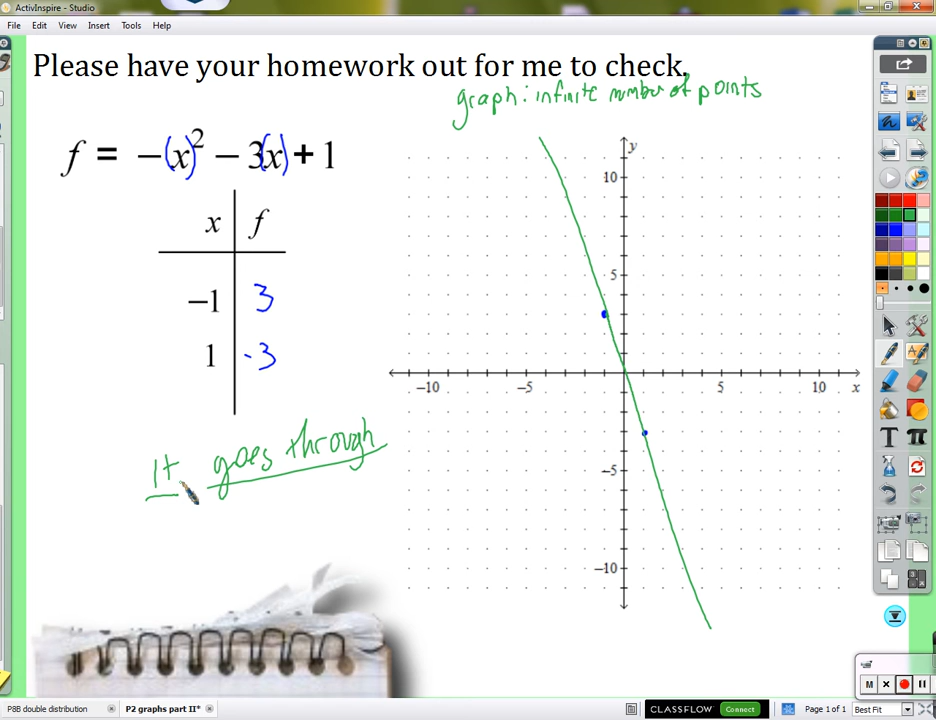 ActivInspire - Studio
File Edit View Insert Tools Help
Please have your homework out for me to check.
graph: infinite number of points
f = −(x)² − 3(x) + 1
x f
−1 3
1 -3
It goes through
y
10
5
−10 −5 5 10 x
−5
−10
T π
M
P8B double distribution P2 graphs part II* CLASSFLOW Connect Page 1 of 1 Best Fit